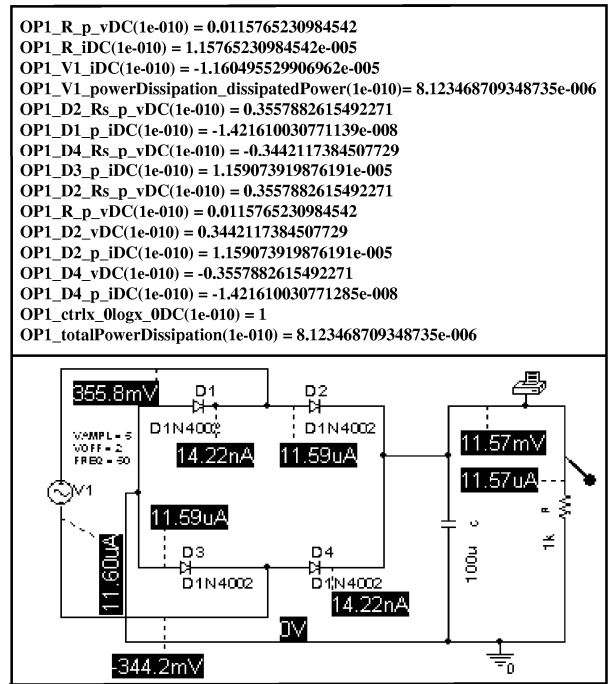 OP1_R_p_vDC(1e-010) = 0.0115765230984542
OP1_R_iDC(1e-010) = 1.15765230984542e-005
OP1_V1_iDC(1e-010) = -1.160495529906962e-005
OP1_V1_powerDissipation_dissipatedPower(1e-010)= 8.123468709348735e-006
OP1_D2_Rs_p_vDC(1e-010) = 0.3557882615492271
OP1_D1_p_iDC(1e-010) = -1.421610030771139e-008
OP1_D4_Rs_p_vDC(1e-010) = -0.3442117384507729
OP1_D3_p_iDC(1e-010) = 1.159073919876191e-005
OP1_D2_Rs_p_vDC(1e-010) = 0.3557882615492271
OP1_R_p_vDC(1e-010) = 0.0115765230984542
OP1_D2_vDC(1e-010) = 0.3442117384507729
OP1_D2_p_iDC(1e-010) = 1.159073919876191e-005
OP1_D4_vDC(1e-010) = -0.3557882615492271
OP1_D4_p_iDC(1e-010) = -1.421610030771285e-008
OP1_ctrlx_0logx_0DC(1e-010) = 1
OP1_totalPowerDissipation(1e-010) = 8.123468709348735e-006
355.8mV
D1
D2
D1N4002
D1N4002
VAMPL = 5
VOFF = 2
FREQ = 50
14.22nA
11.59uA
11.57mV
11.57uA
V1
11.59uA
R
1k
C
100u
11.60uA
D3
D4
D1N4002
D1N4002
14.22nA
0V
-344.2mV
0